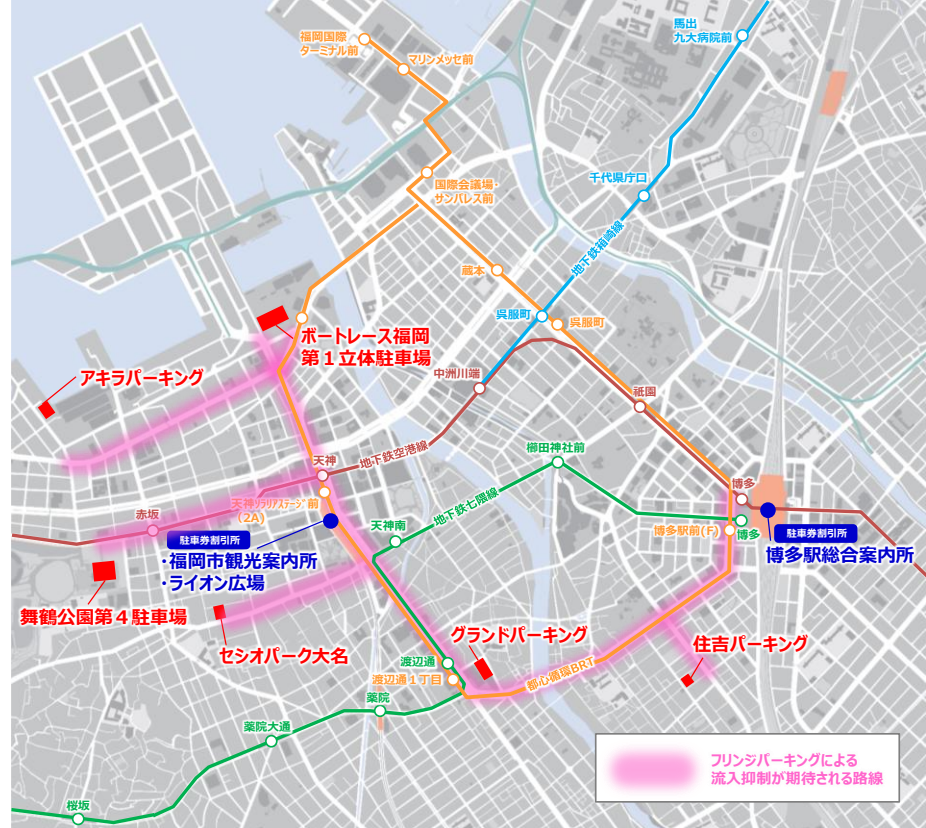 福岡国際
ターミナル前
マリンメッセ前
馬出
九大病院前
国際会議場・
サンパレス前
千代県庁口
地下鉄箱崎線
蔵本
呉服町
呉服町
ボートレース福岡
第１立体駐車場
アキラパーキング
中洲川端
祇園
地下鉄空港線
天神
櫛田神社前
天神ソラリアステージ前
(2A)
地下鉄七隈線
赤坂
天神南
博多
博多駅前(F)
博多
駐車券割引所
・福岡市観光案内所
・ライオン広場
駐車券割引所
博多駅総合案内所
舞鶴公園第４駐車場
セシオパーク大名
グランドパーキング
住吉パーキング
渡辺通
渡辺通１丁目
都心循環BRT
薬院
薬院大通
桜坂
フリンジパーキングによる
流入抑制が期待される路線